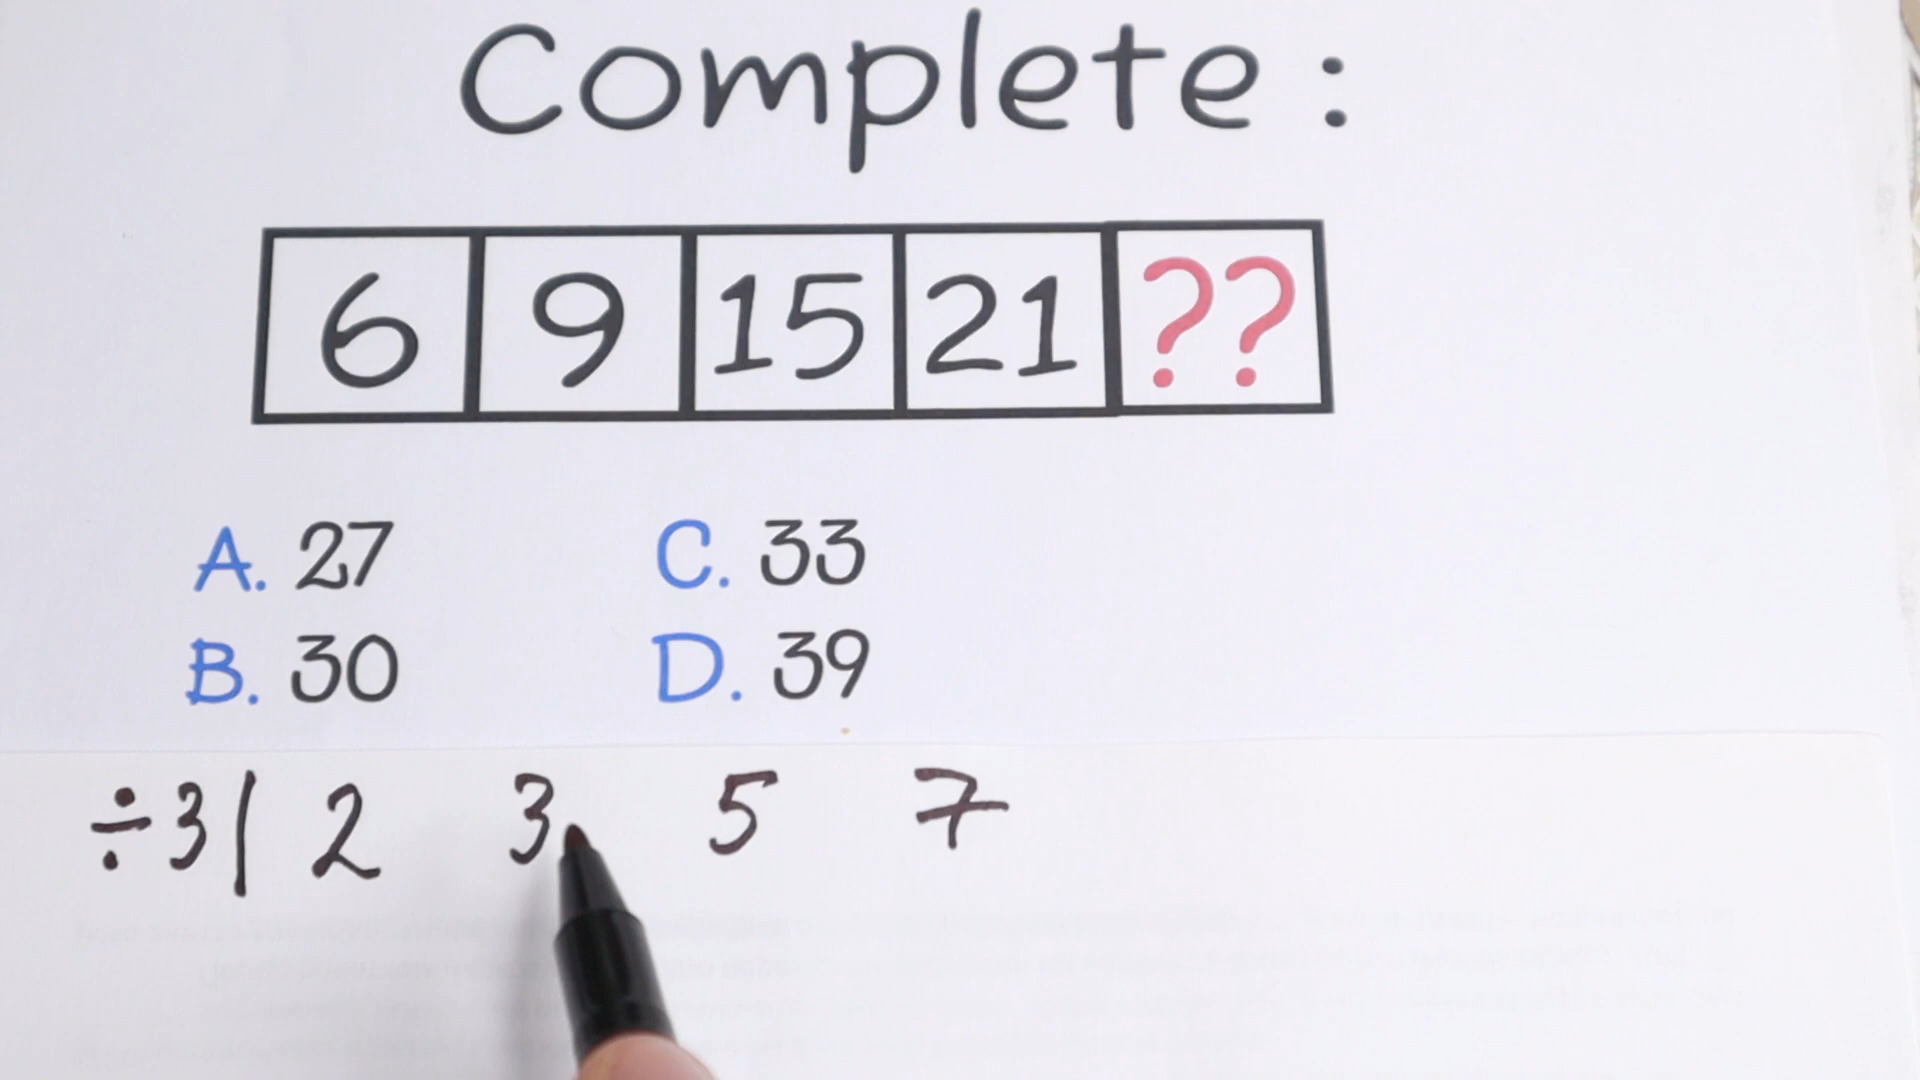 Complete :
6 9 15 21 ??
A. 27 C. 33
B. 30 D. 39
÷3| 2 3 5 7